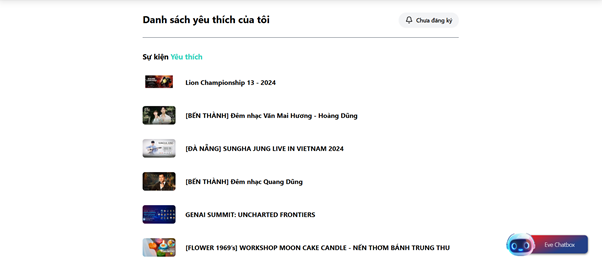 Danh sách yêu thích của tôi
Chưa đăng ký
Sự kiện Yêu thích
Lion Championship 13 - 2024
[BẾN THÀNH] Đêm nhạc Văn Mai Hương - Hoàng Dũng
[ĐÀ NẴNG] SUNGHA JUNG LIVE IN VIETNAM 2024
[BẾN THÀNH] Đêm nhạc Quang Dũng
GENAI SUMMIT: UNCHARTED FRONTIERS
[FLOWER 1969's] WORKSHOP MOON CAKE CANDLE - NẾN THƠM BÁNH TRUNG THU
Eve Chatbox